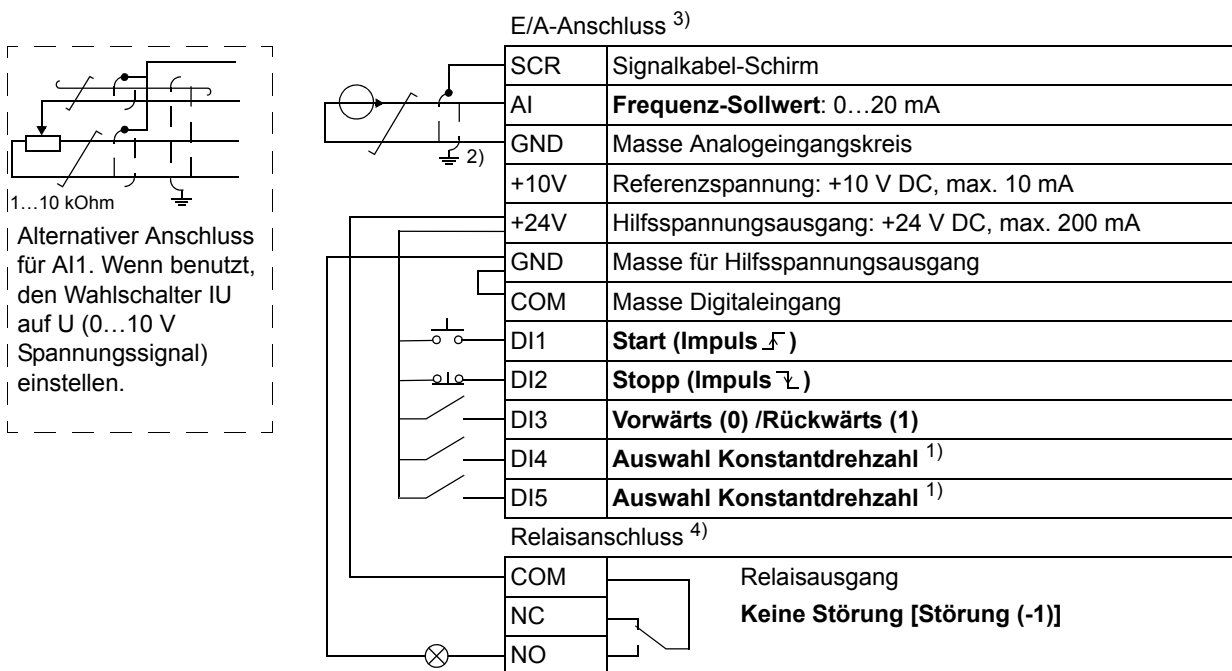 E/A-Anschluss 3)
SCR Signalkabel-Schirm
AI Frequenz-Sollwert: 0…20 mA
GND Masse Analogeingangskreis
2)
+10V Referenzspannung: +10 V DC, max. 10 mA
+24V Hilfsspannungsausgang: +24 V DC, max. 200 mA
GND Masse für Hilfsspannungsausgang
COM Masse Digitaleingang
DI1 Start (Impuls )
DI2 Stopp (Impuls )
DI3 Vorwärts (0) /Rückwärts (1)
DI4 Auswahl Konstantdrehzahl 1)
DI5 Auswahl Konstantdrehzahl 1)
1…10 kOhm
Alternativer Anschluss
für AI1. Wenn benutzt,
den Wahlschalter IU
auf U (0…10 V
Spannungssignal)
einstellen.
Relaisanschluss 4)
COM Relaisausgang
NC Keine Störung [Störung (-1)]
NO